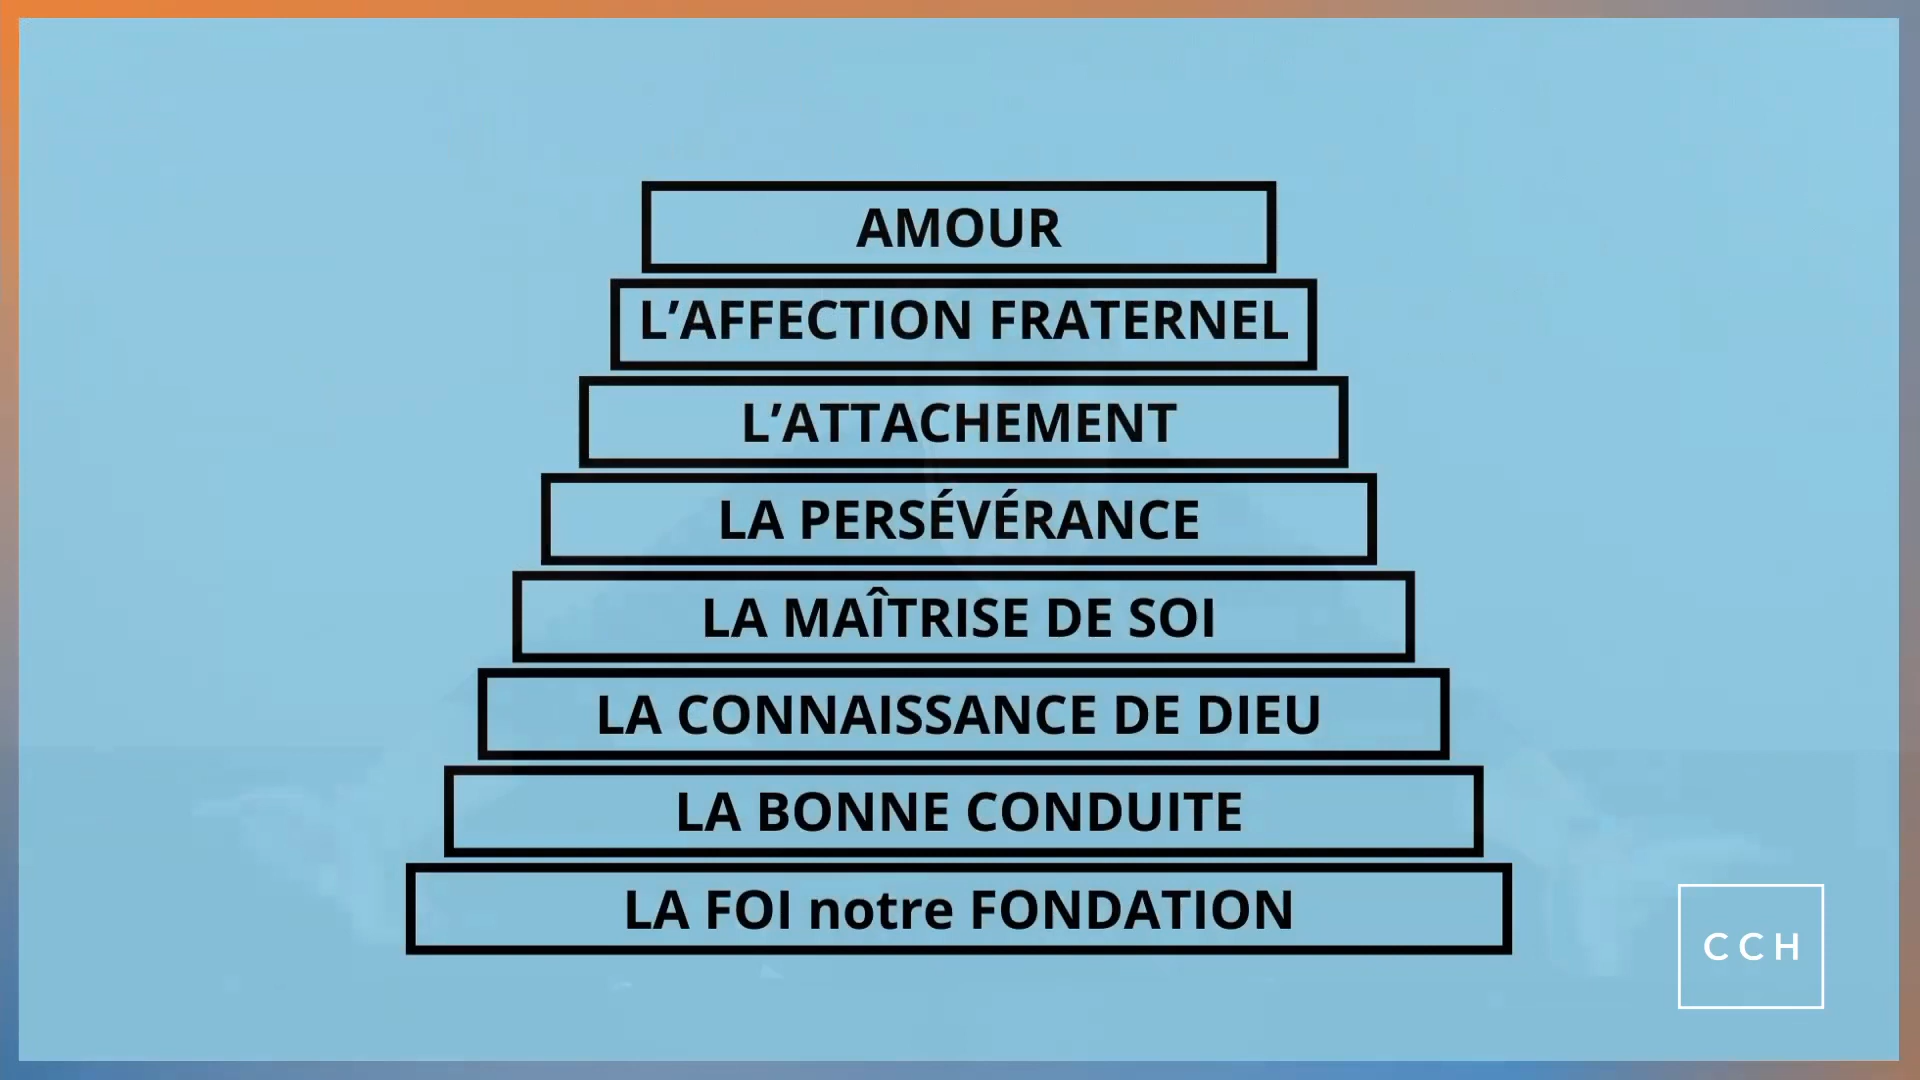 AMOUR
L’AFFECTION FRATERNEL
L’ATTACHEMENT
LA PERSÉVÉRANCE
LA MAÎTRISE DE SOI
LA CONNAISSANCE DE DIEU
LA BONNE CONDUITE
LA FOI notre FONDATION
CCH